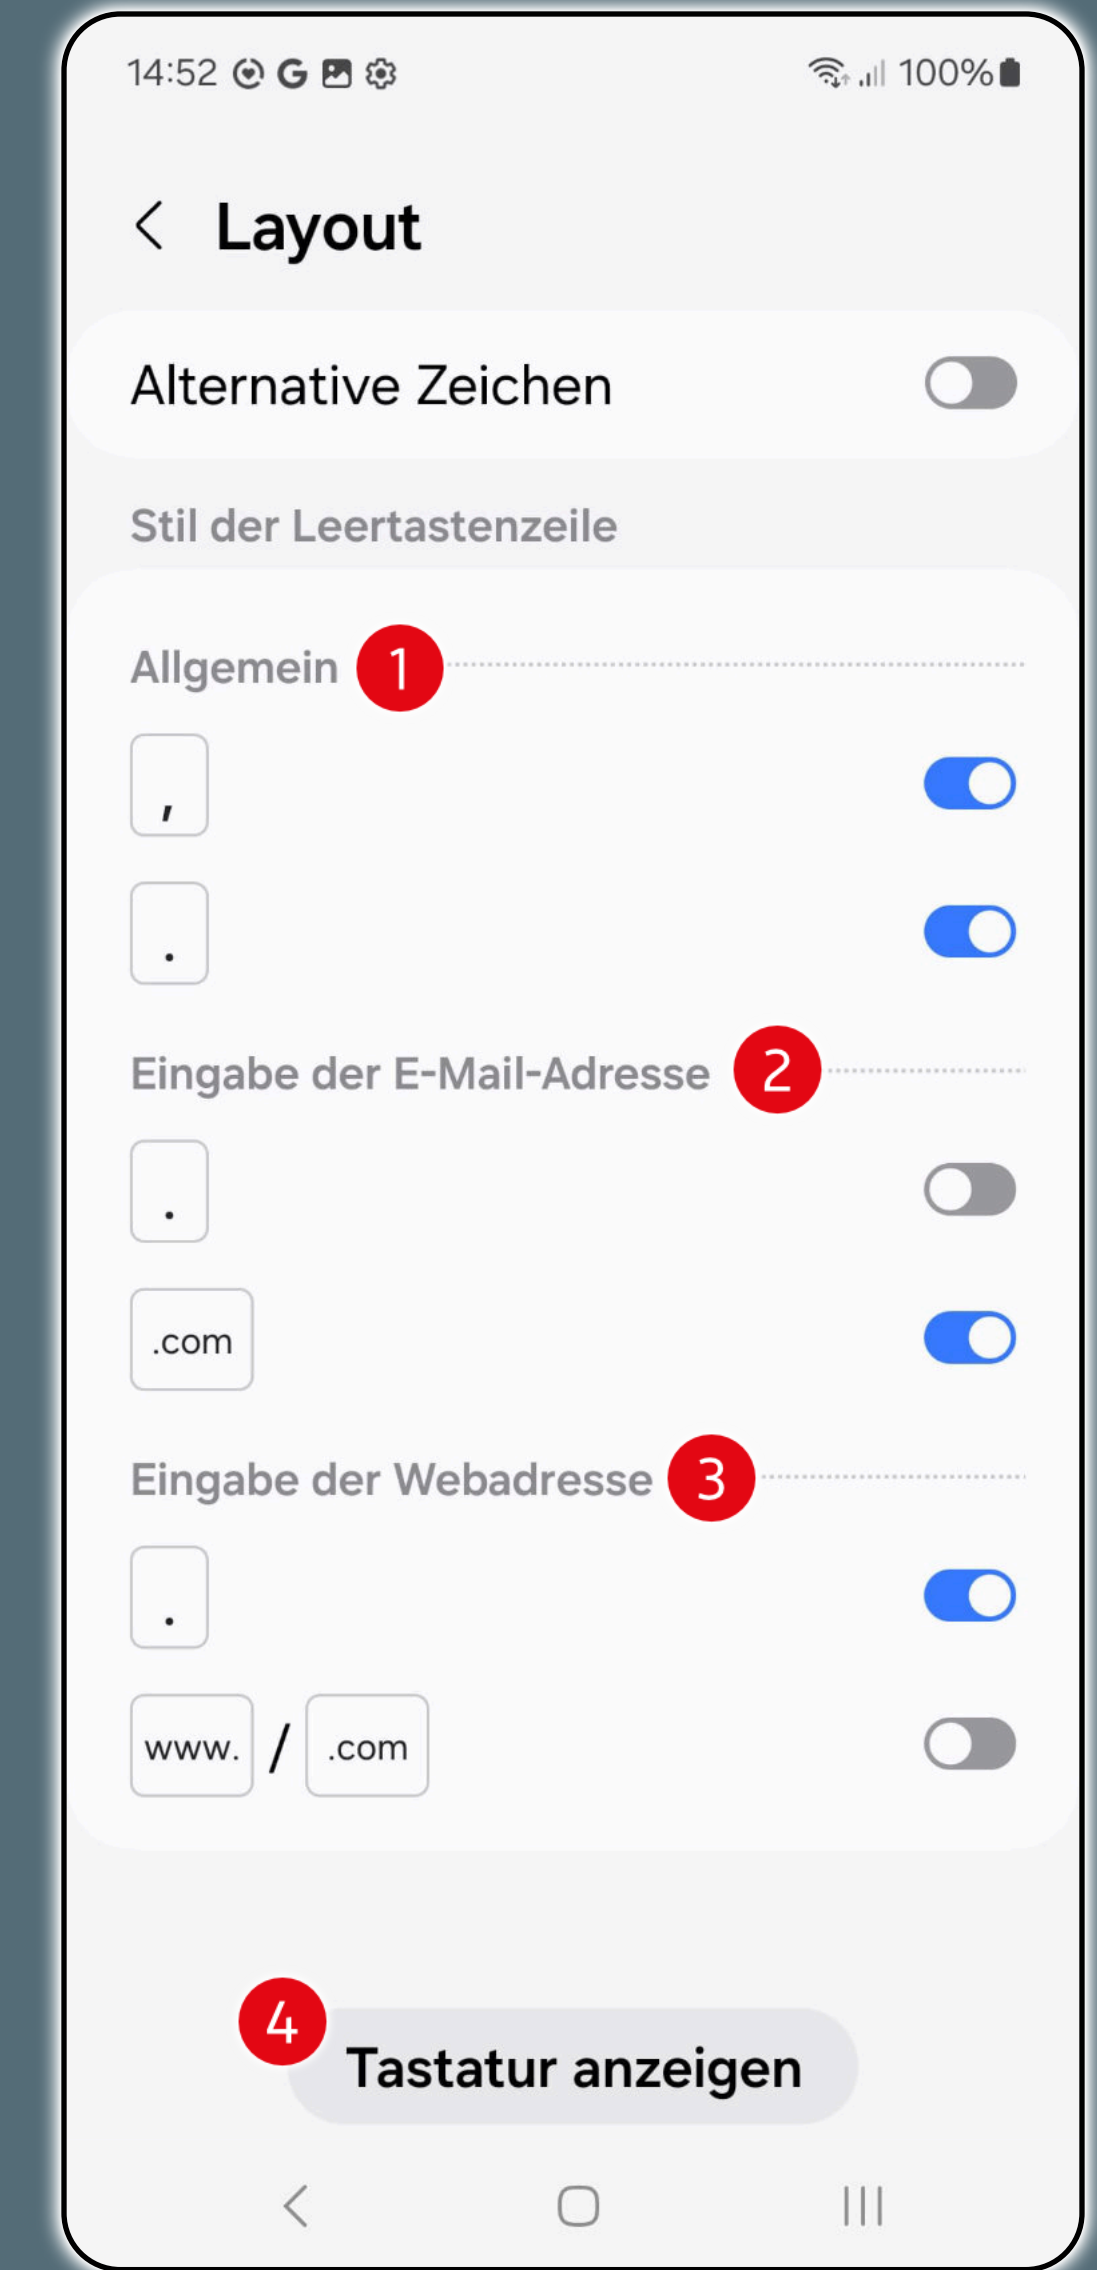 14:52 G 100%
Layout
Alternative Zeichen
Stil der Leertastenzeile
Allgemein 1
,
.
Eingabe der E-Mail-Adresse 2
.
.com
Eingabe der Webadresse 3
.
www. / .com
4
Tastatur anzeigen